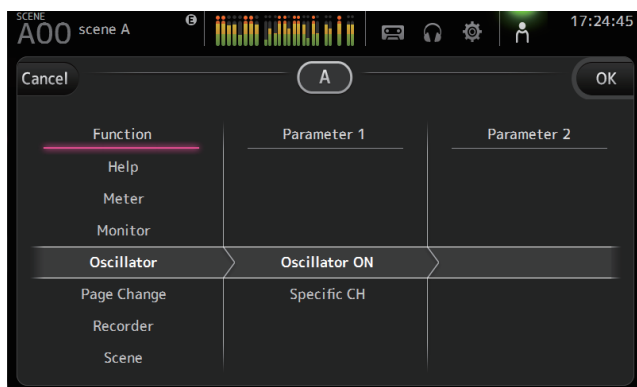 SCENE
A00 scene A
E
17:24:45
Cancel
A
OK
Function
Parameter 1
Parameter 2
Help
Meter
Monitor
Oscillator
Oscillator ON
Page Change
Specific CH
Recorder
Scene